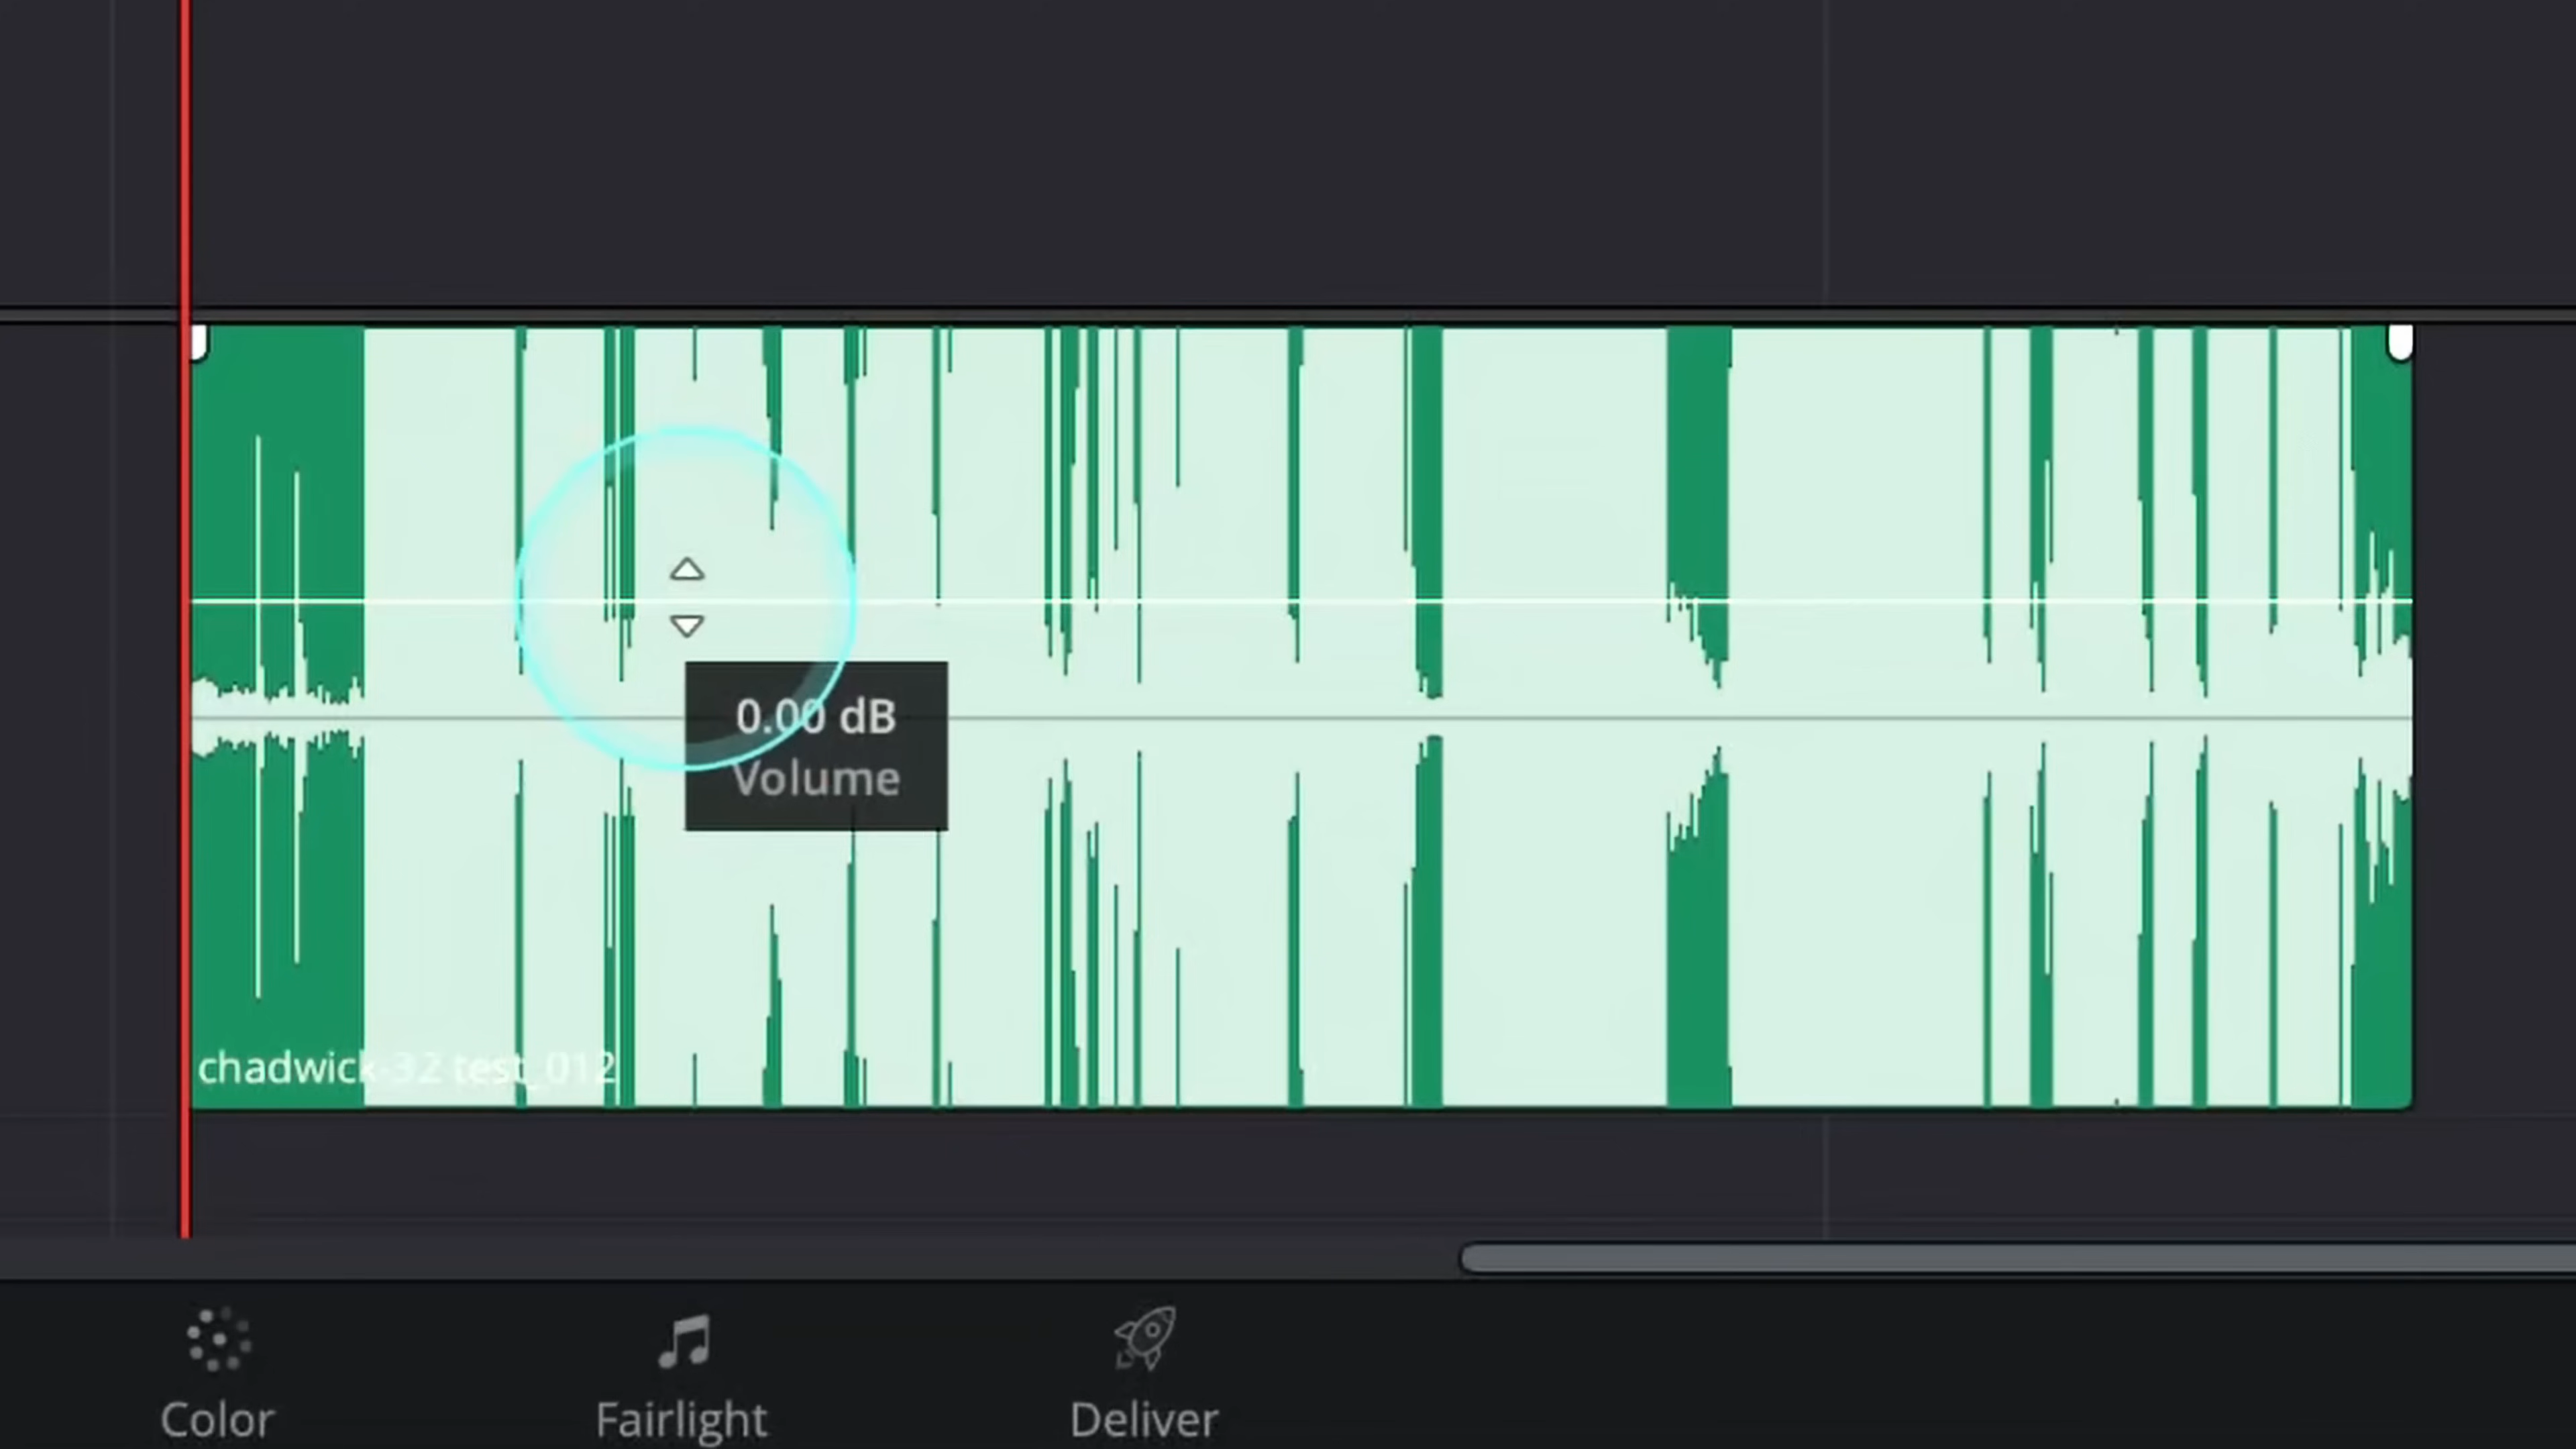 0.00 dB
Volume
chadwick-32 test_012
Color
Fairlight
Deliver